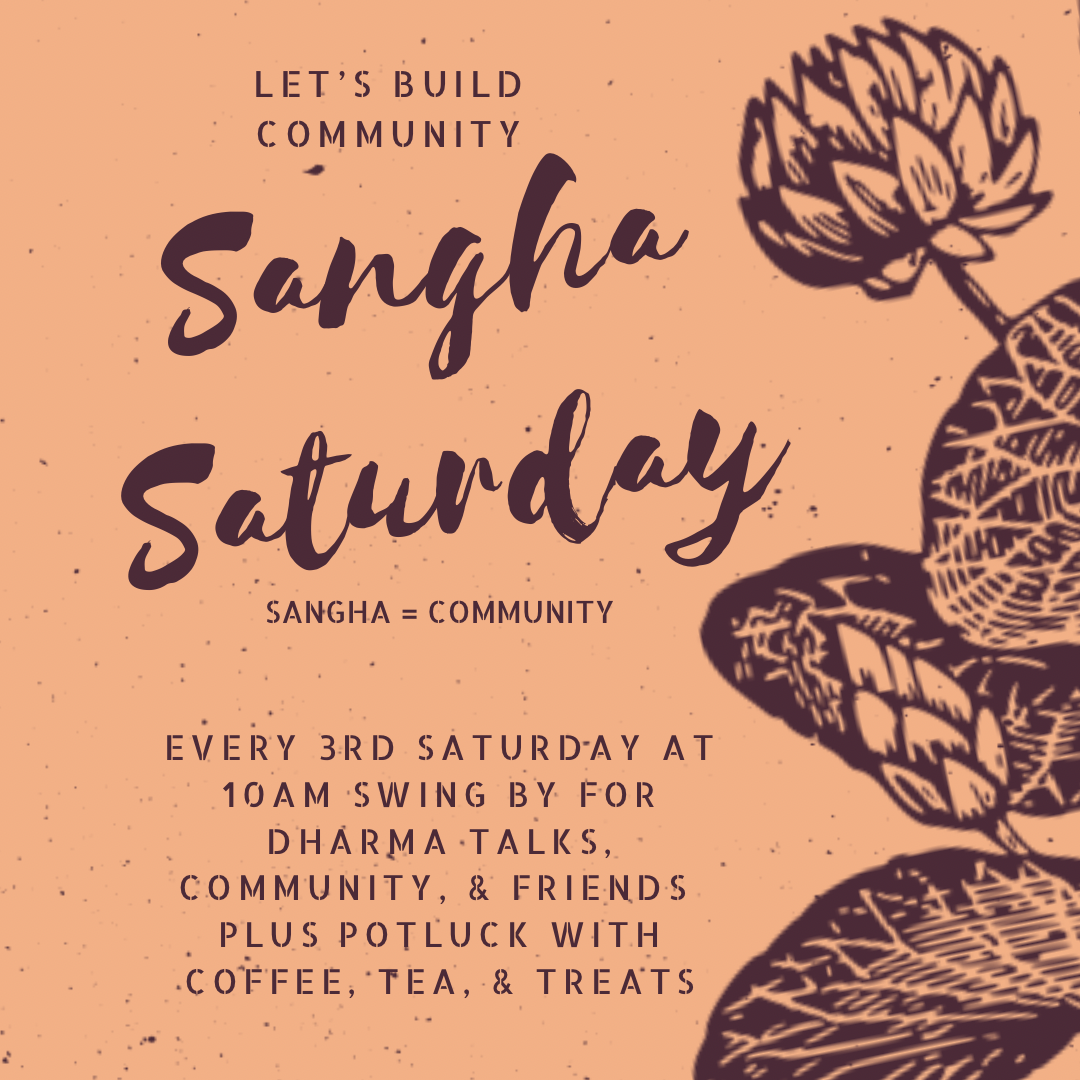 LET'S BUILD
COMMUNITY
Sangha
Saturday
SANGHA = COMMUNITY
EVERY 3RD SATURDAY AT
10AM SWING BY FOR
DHARMA TALKS,
COMMUNITY, & FRIENDS
PLUS POTLUCK WITH
COFFEE, TEA, & TREATS